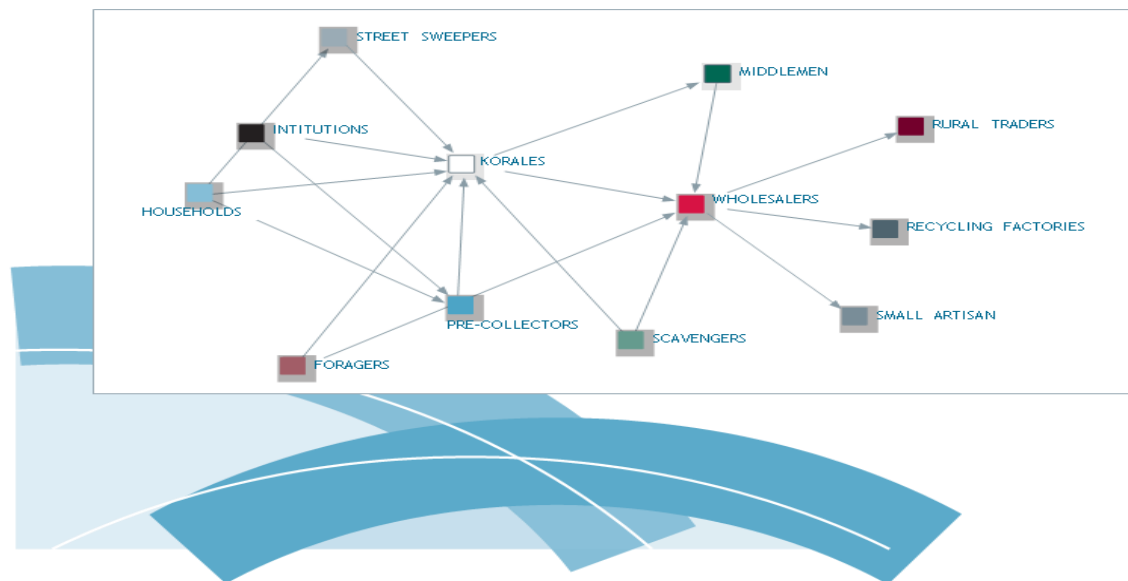 STREET SWEEPERS
MIDDLEMEN
INTITUTIONS
RURAL TRADERS
KORALES
HOUSEHOLDS
WHOLESALERS
RECYCLING FACTORIES
PRE-COLLECTORS
SMALL ARTISAN
SCAVENGERS
FORAGERS